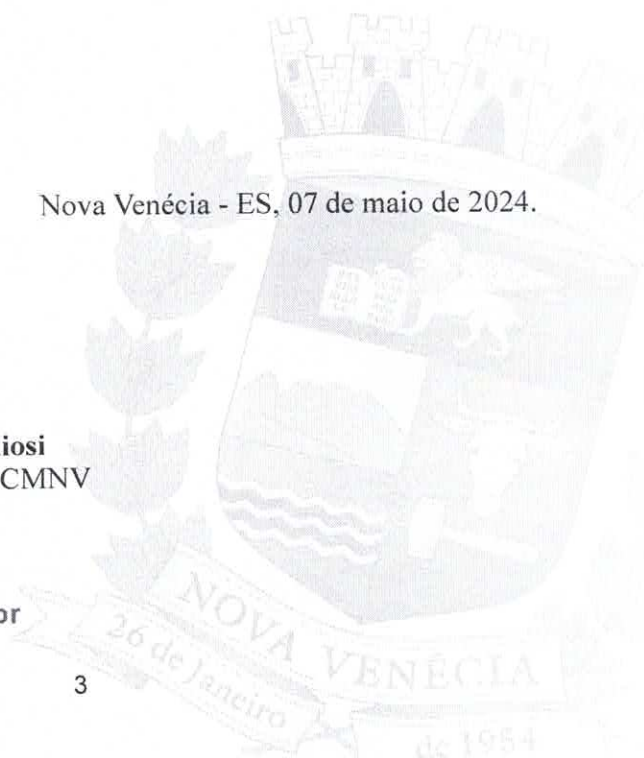 Nova Venécia - ES, 07 de maio de 2024.
iosi
CMNV
or
3
NOVA VENÉCIA
26 de Janeiro
de 1954